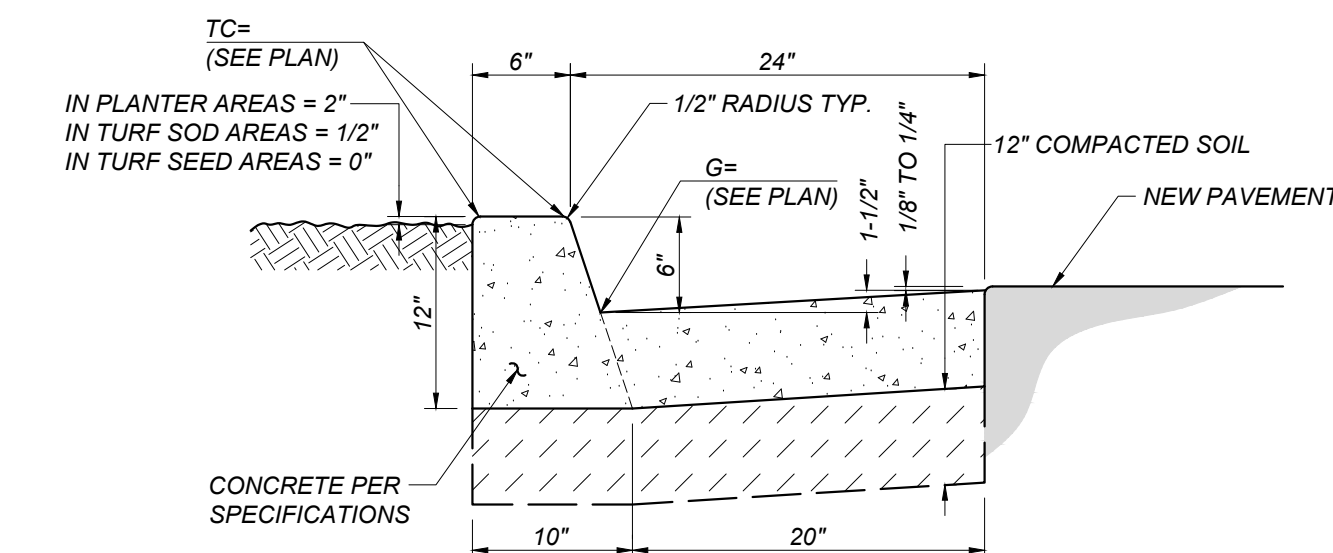 TC=
(SEE PLAN)
6"
24"
IN PLANTER AREAS = 2"
IN TURF SOD AREAS = 1/2"
IN TURF SEED AREAS = 0"
1/2" RADIUS TYP.
G=
(SEE PLAN)
1-1/2"
1/8" TO 1/4"
12" COMPACTED SOIL
NEW PAVEMENT
6"
12"
CONCRETE PER
SPECIFICATIONS
10"
20"